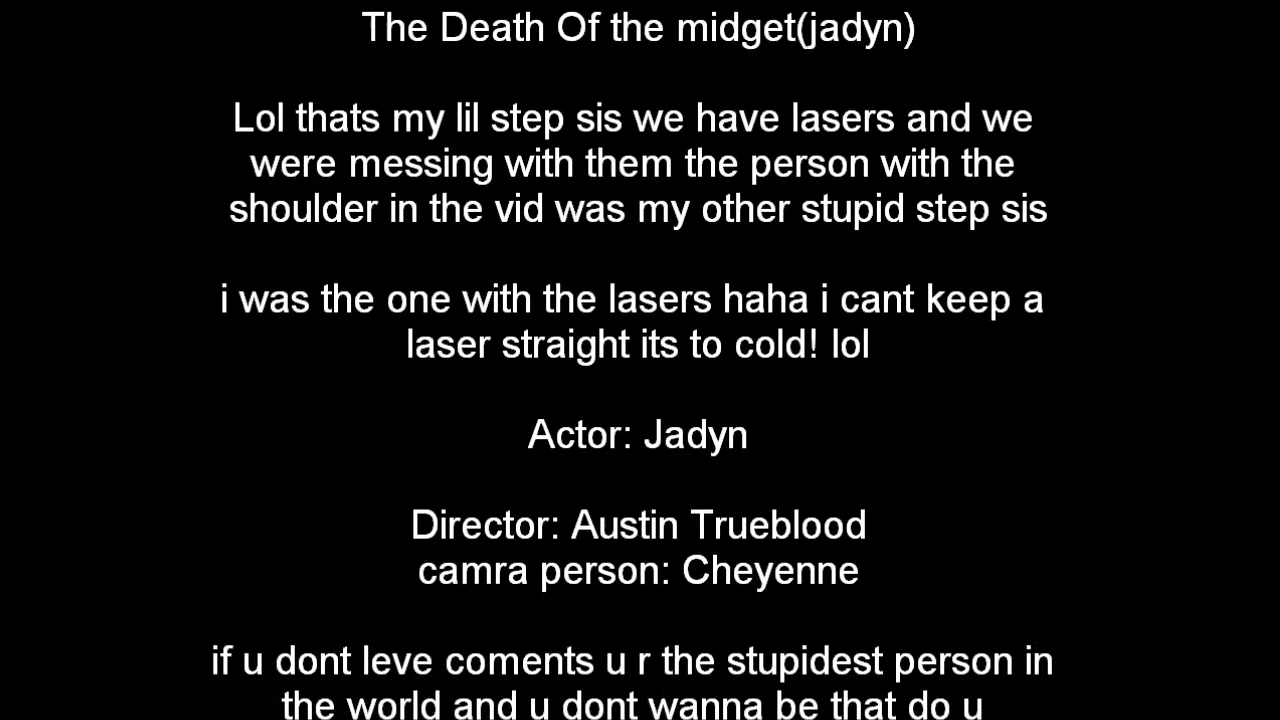 The Death Of the midget(jadyn)
Lol thats my lil step sis we have lasers and we
were messing with them the person with the
shoulder in the vid was my other stupid step sis
i was the one with the lasers haha i cant keep a
laser straight its to cold! lol
Actor: Jadyn
Director: Austin Trueblood
camra person: Cheyenne
if u dont leve coments u r the stupidest person in
the world and u dont wanna be that do u